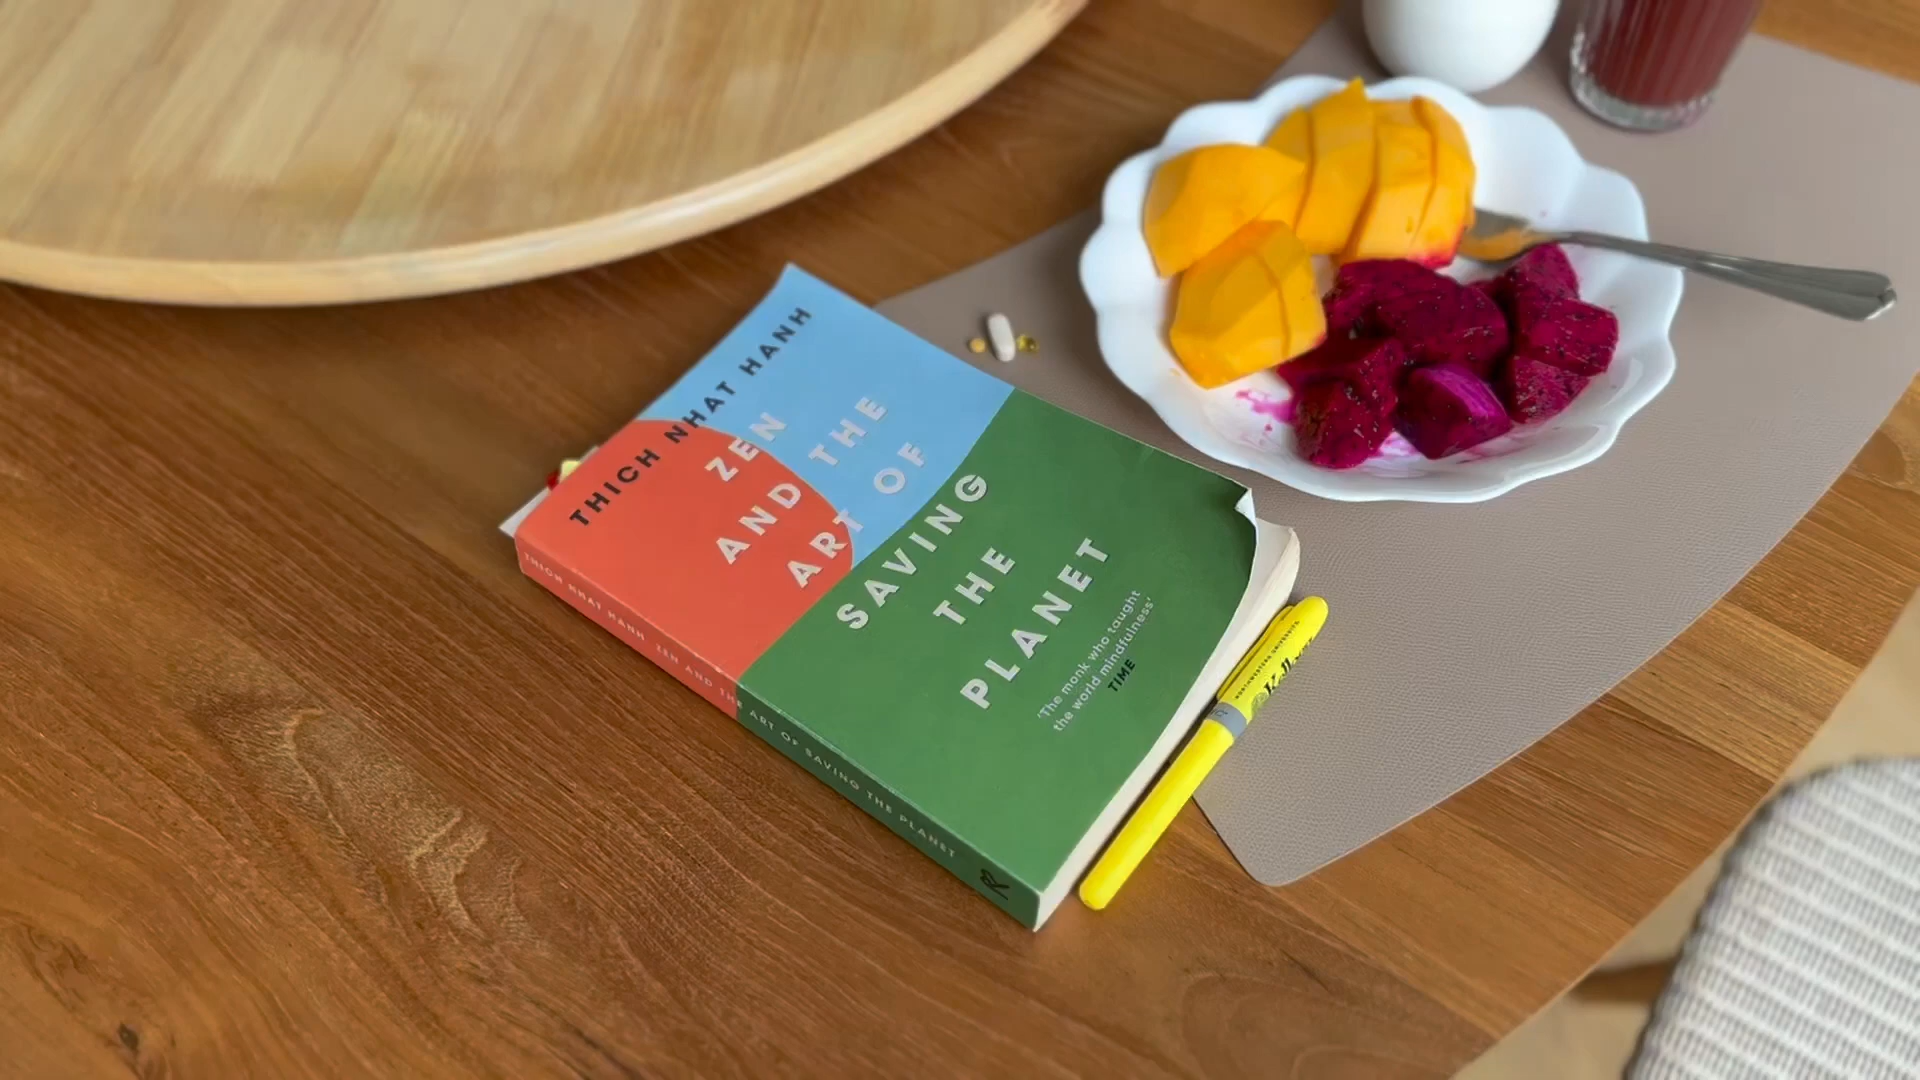 THICH NHAT HANH
ZEN
AND THE
ART OF
SAVING
THE
PLANET
'The monk who taught
the world mindfulness'
TIME
THICH NHAT HANH ZEN AND THE ART OF SAVING THE PLANET